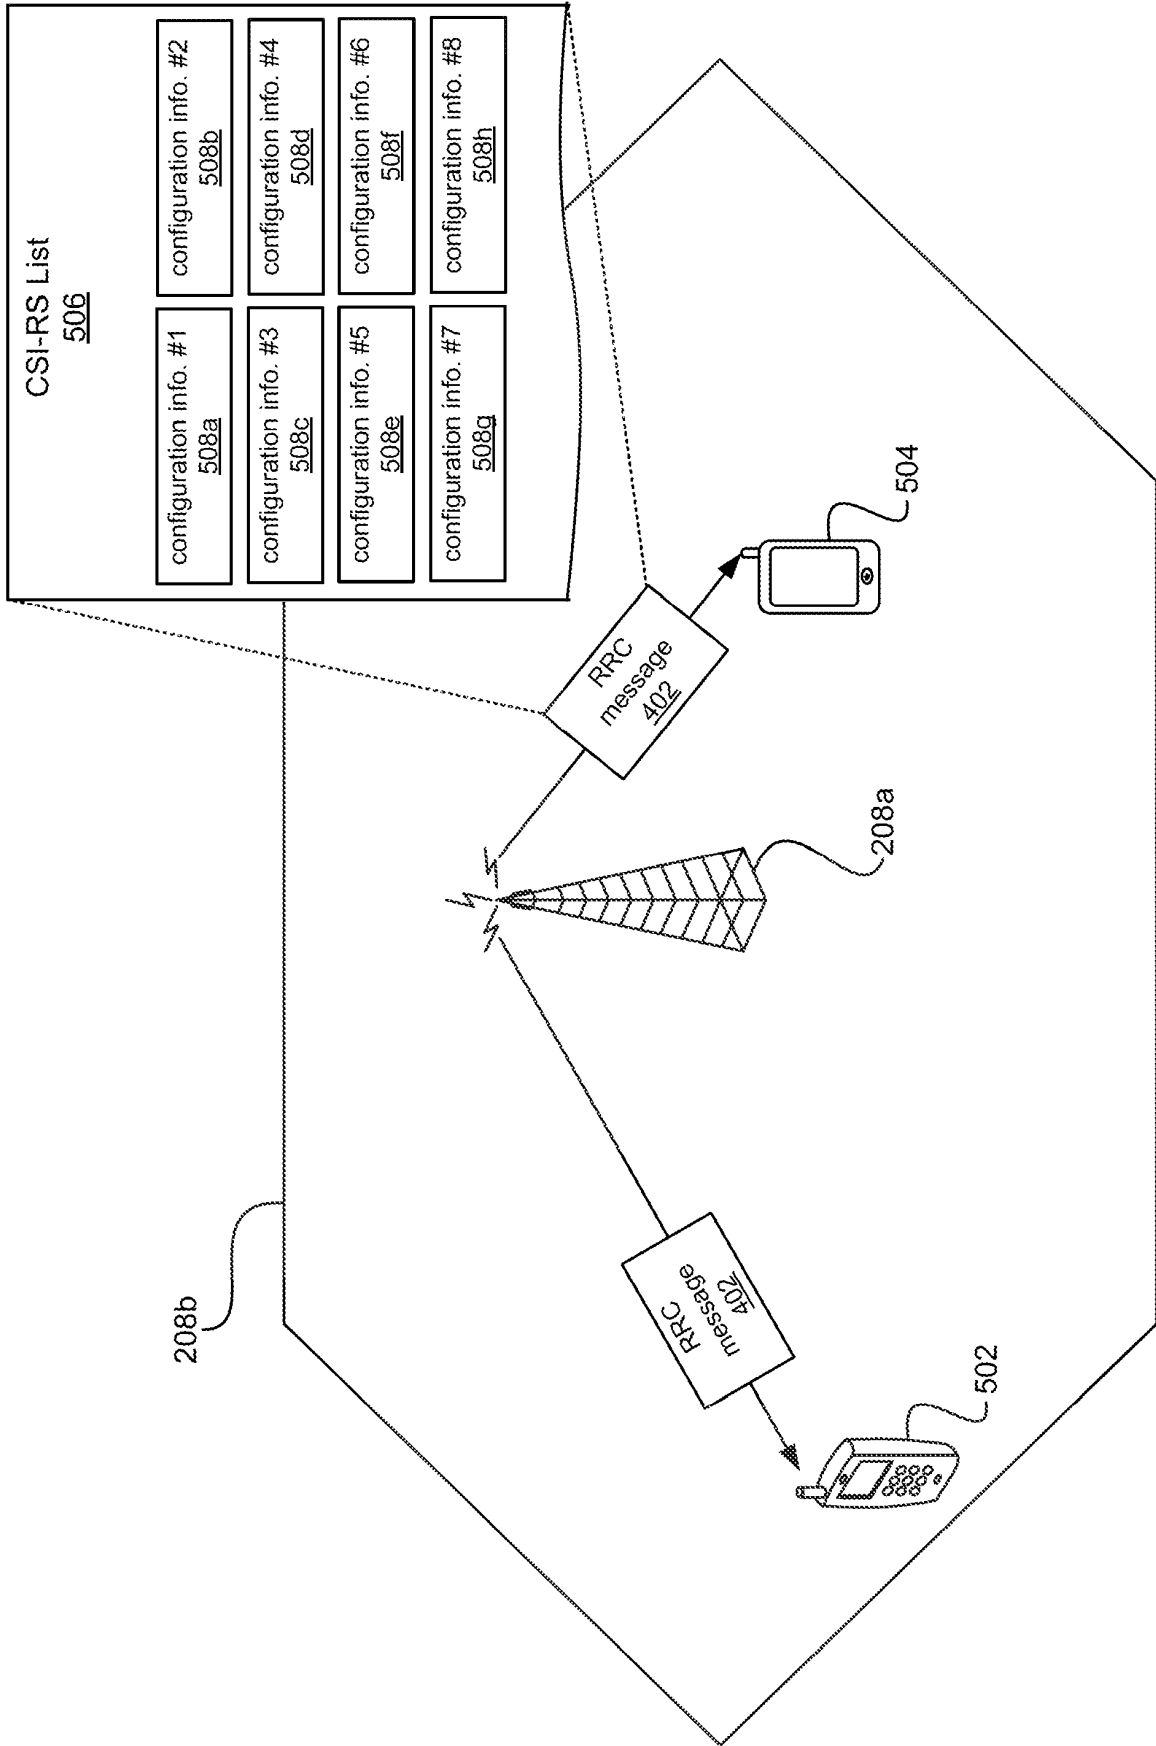 CSI-RS List
506
configuration info. #1
508a
configuration info. #2
508b
configuration info. #3
508c
configuration info. #4
508d
configuration info. #5
508e
configuration info. #6
508f
configuration info. #7
508g
configuration info. #8
508h
208b
RRC
message
402
RRC
message
402
504
208a
502